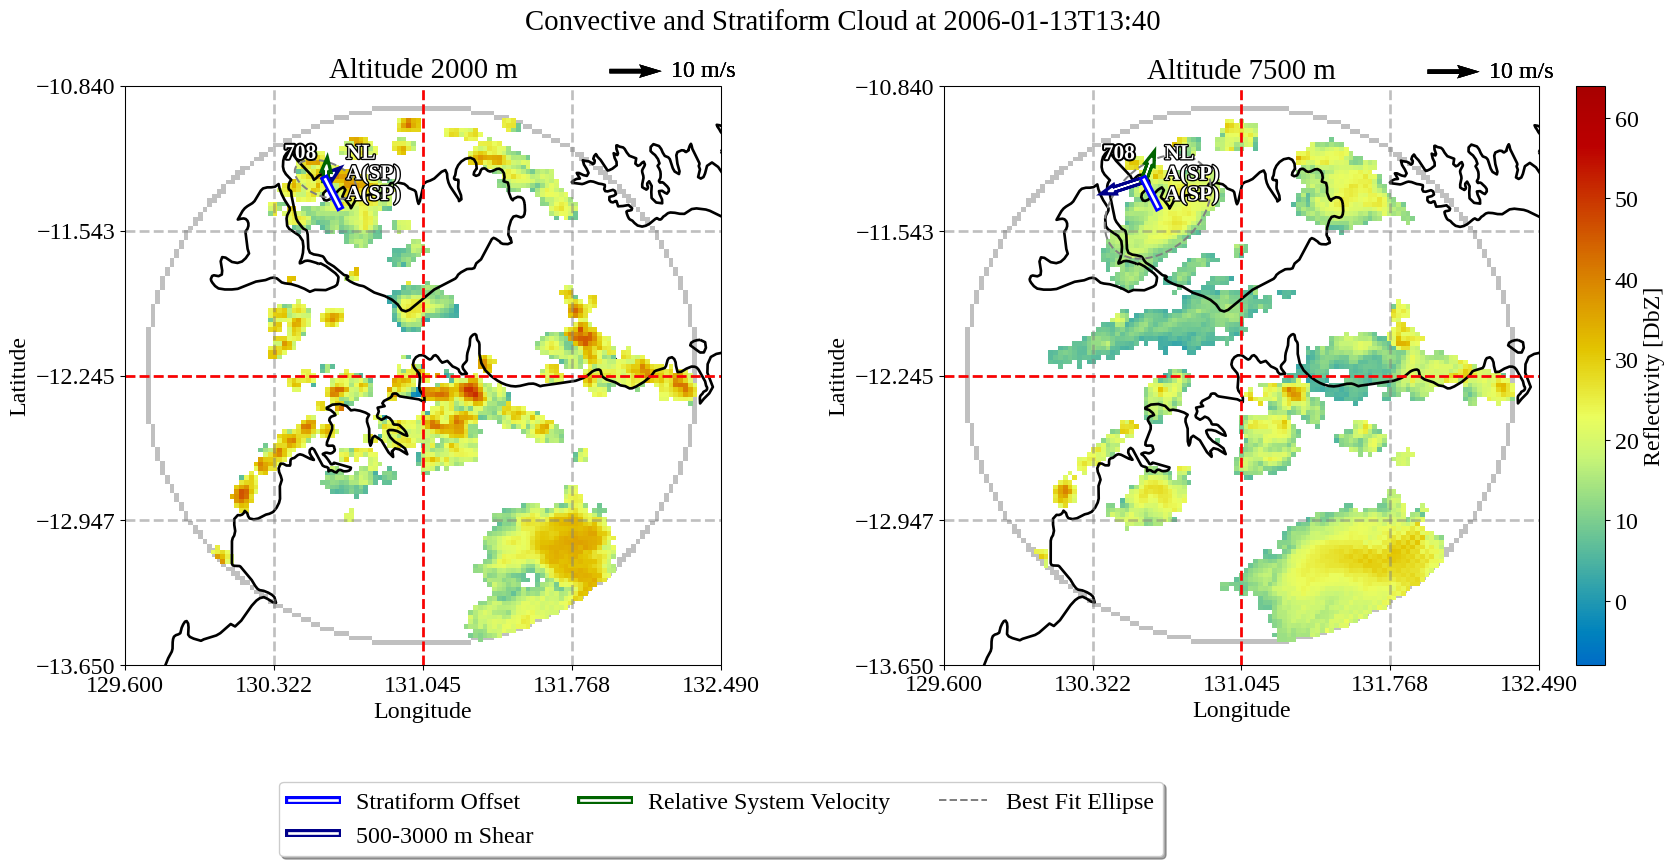 Convective and Stratiform Cloud at 2006-01-13T13:40
Altitude 2000 m
10 m/s
−10.840
−11.543
−12.245
−12.947
−13.650
Latitude
708
NL
A(SP)
A(SP)
129.600
130.322
131.045
131.768
132.490
Longitude
Altitude 7500 m
10 m/s
−10.840
−11.543
−12.245
−12.947
−13.650
Latitude
708
NL
A(SP)
A(SP)
129.600
130.322
131.045
131.768
132.490
Longitude
60
50
40
30
20
10
0
Reflectivity [DbZ]
Stratiform Offset
500-3000 m Shear
Relative System Velocity
Best Fit Ellipse